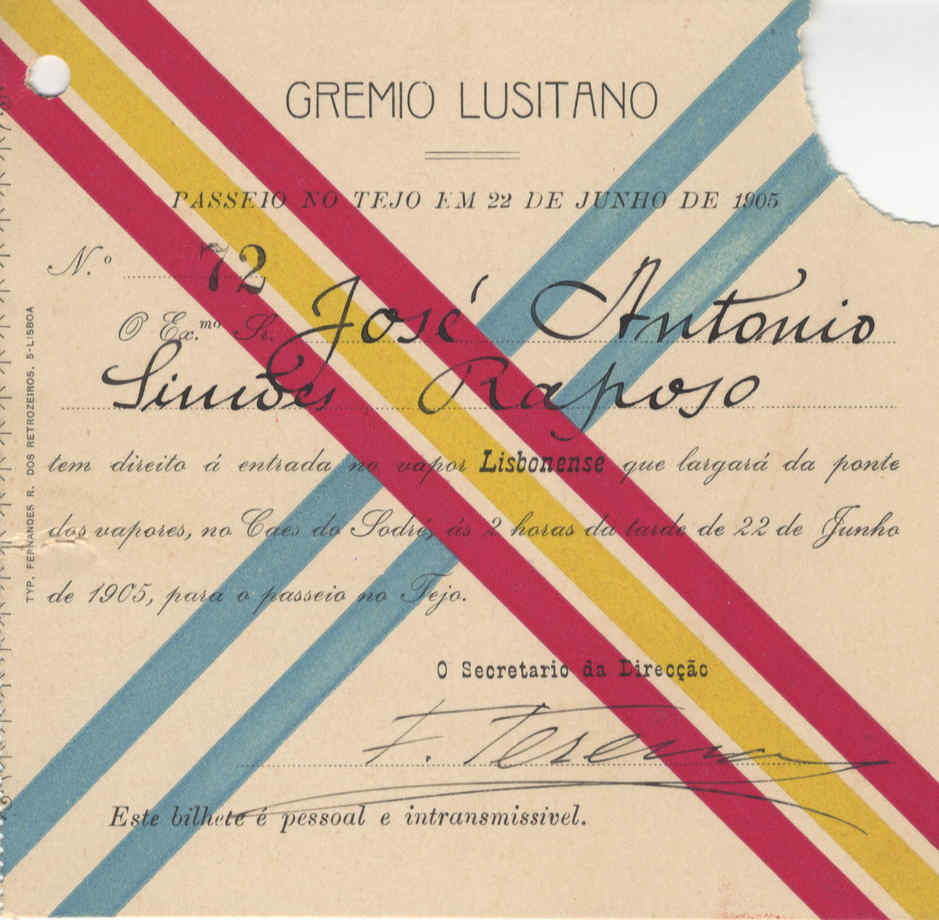 GREMIO LUSITANO
PASSEIO NO TEJO EM 22 DE JUNHO DE 1905
N.º 72
O Ex.mo Sr. José Antonio
Simões Raposo
tem direito á entrada no vapor Lisbonense que largará da ponte
dos vapores, no Caes do Sodré, ás 2 horas da tarde de 22 de Junho
de 1905, para o passeio no Tejo.
O Secretario da Direcção
F.
Este bilhete é pessoal e intransmissivel.
TYP. FERNANDES R. DOS RETROZEIROS, 5-LISBOA